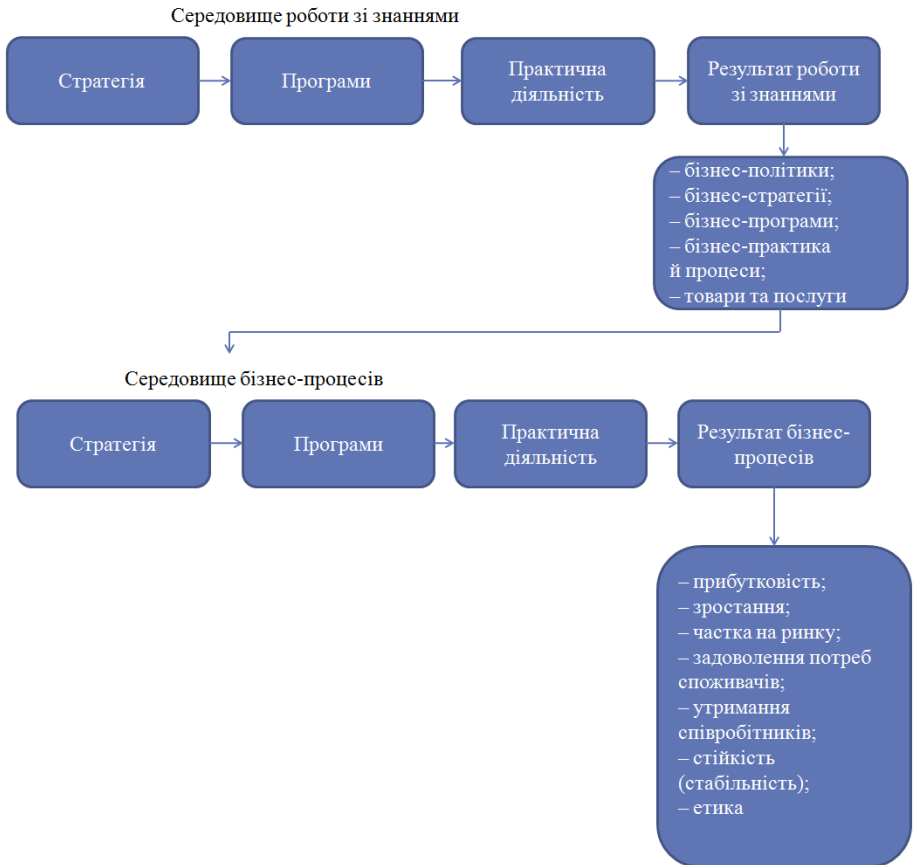 Середовище роботи зі знаннями
Стратегія
Програми
Практична
діяльність
Результат роботи
зі знаннями
– бізнес-політики;
– бізнес-стратегії;
– бізнес-програми;
– бізнес-практика
й процеси;
– товари та послуги
Середовище бізнес-процесів
Стратегія
Програми
Практична
діяльність
Результат бізнес-
процесів
– прибутковість;
– зростання;
– частка на ринку;
– задоволення потреб
споживачів;
– утримання
співробітників;
– стійкість
(стабільність);
– етика